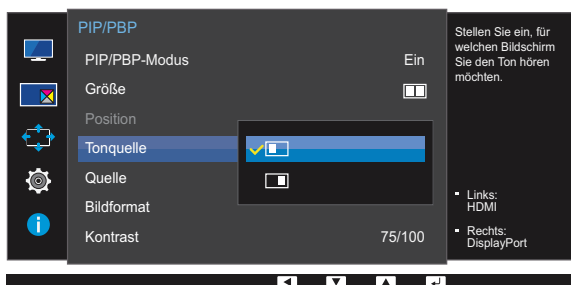 PIP/PBP
PIP/PBP-Modus Ein
Größe
Position
Tonquelle
Quelle
Bildformat
Kontrast 75/100
Stellen Sie ein, für
welchen Bildschirm
Sie den Ton hören
möchten.
Links:
HDMI
Rechts:
DisplayPort